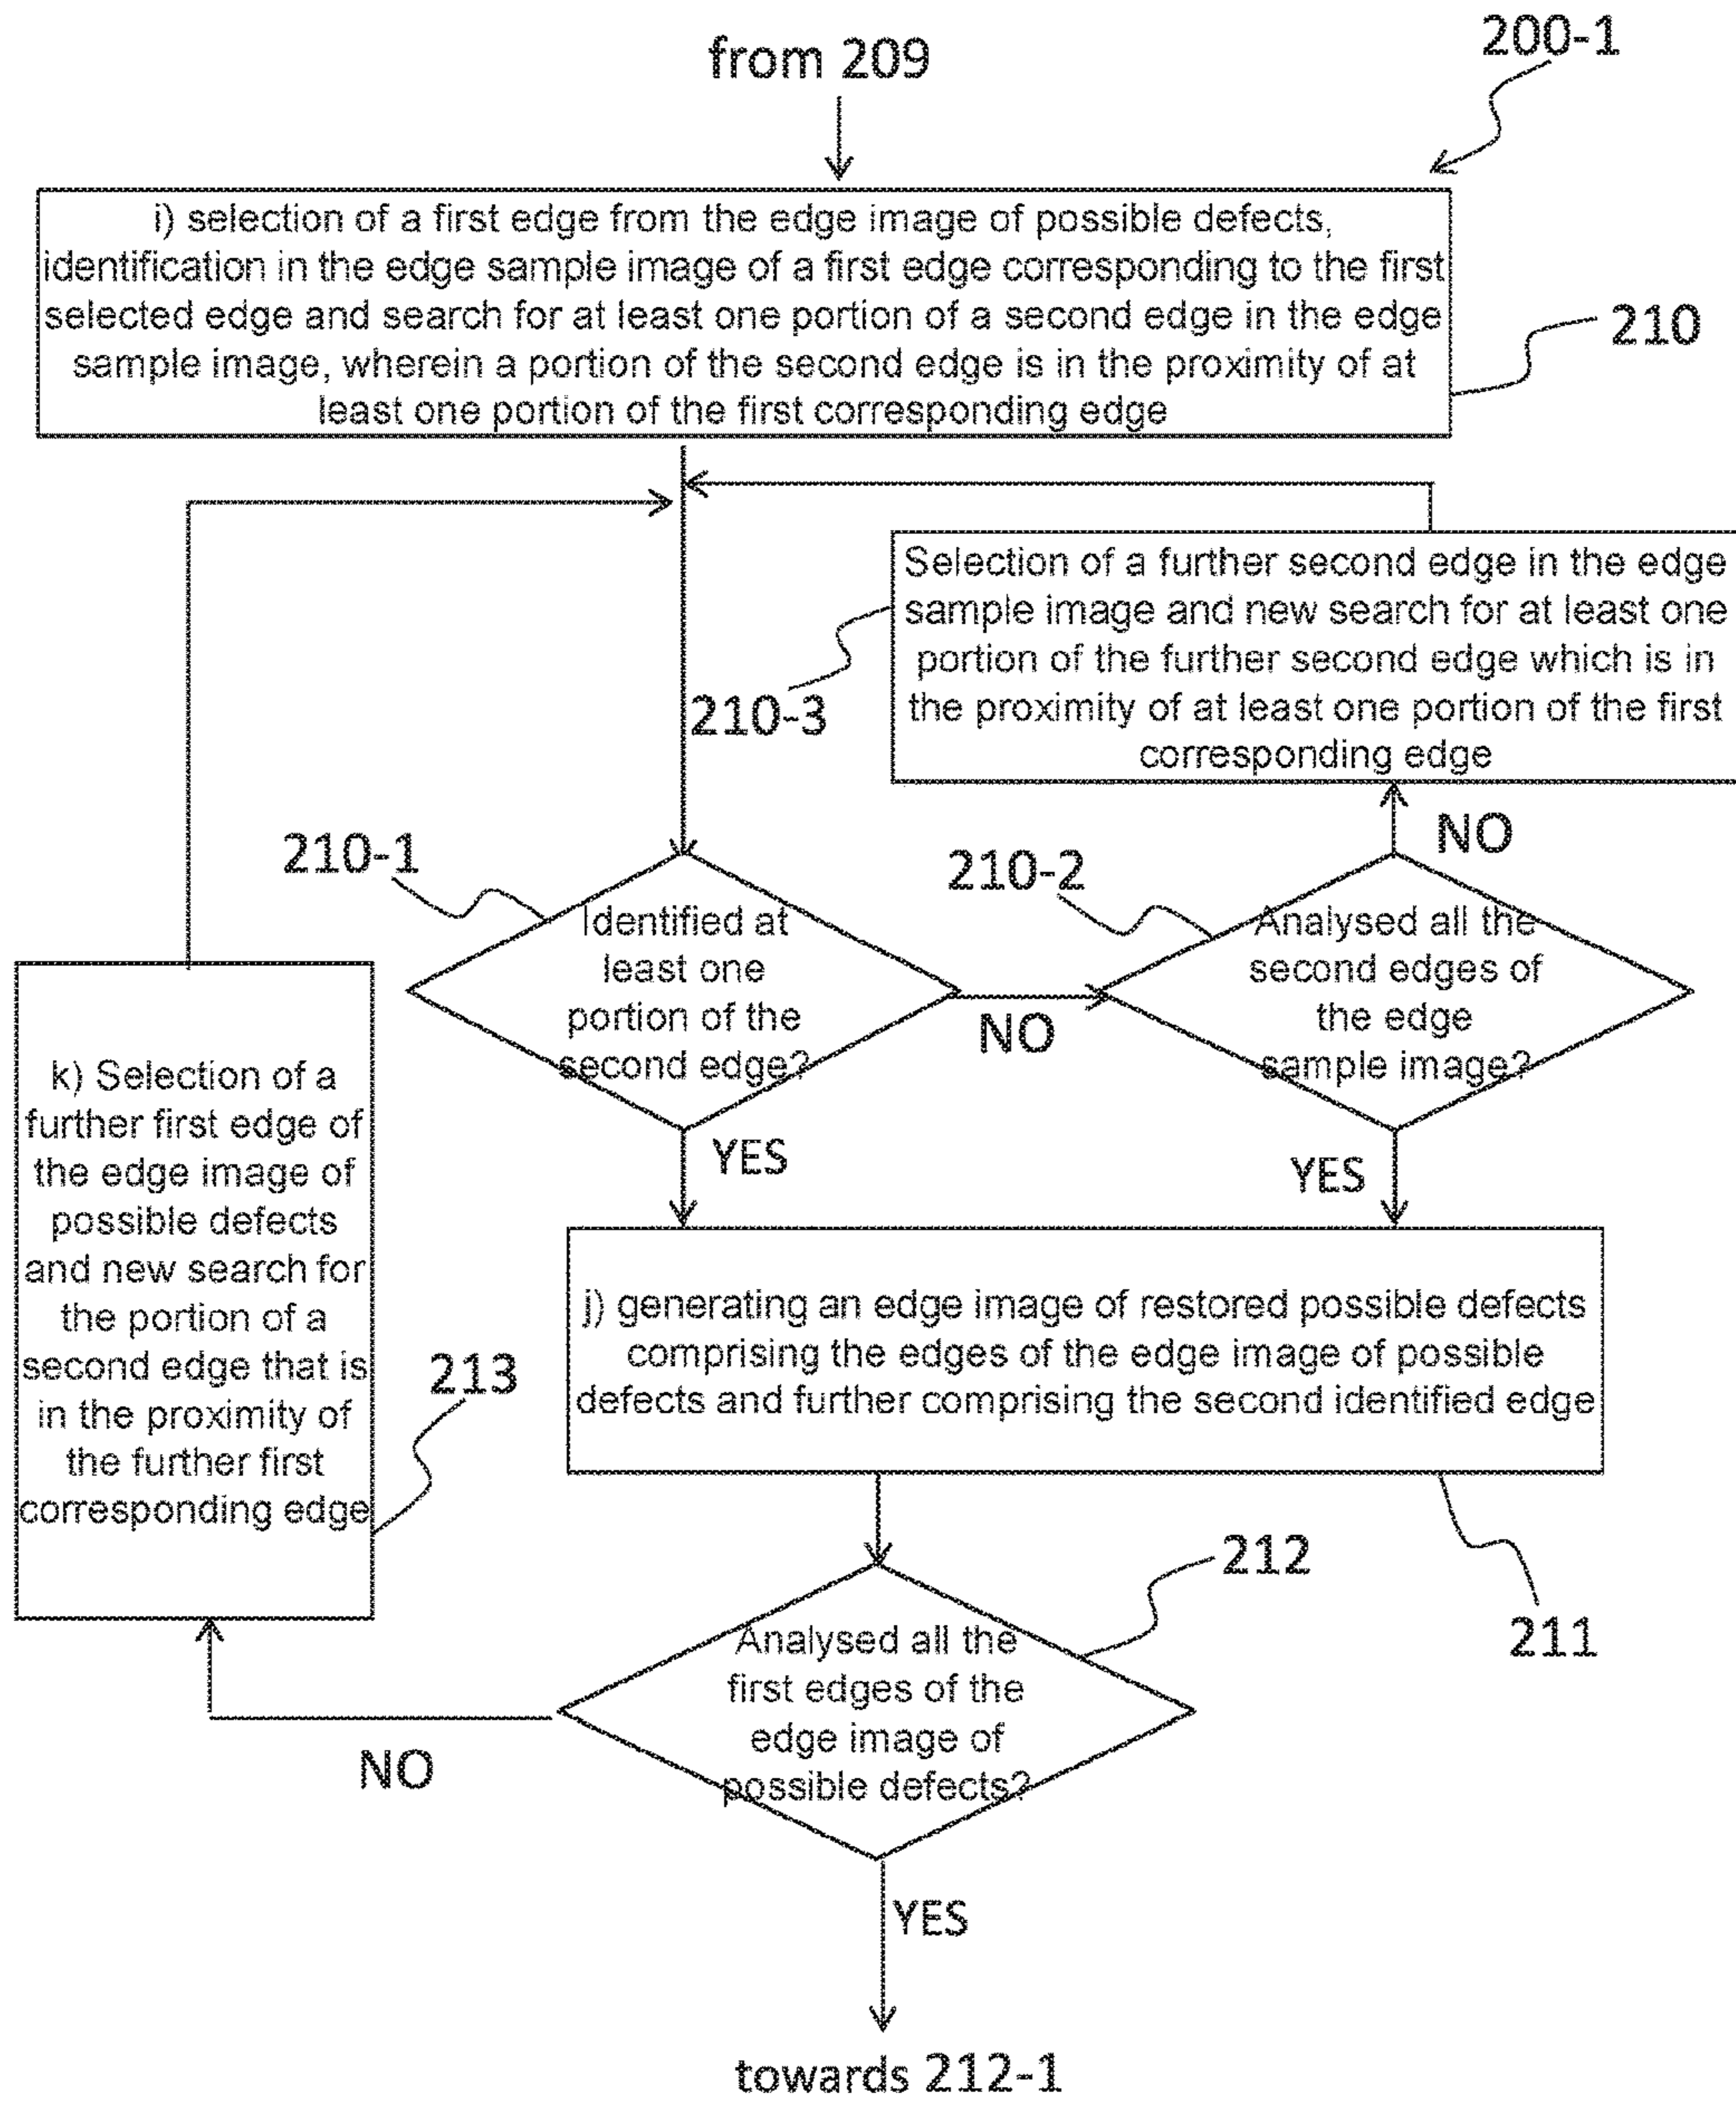 from 209
200-1
i) selection of a first edge from the edge image of possible defects,
identification in the edge sample image of a first edge corresponding to the first
selected edge and search for at least one portion of a second edge in the edge
sample image, wherein a portion of the second edge is in the proximity of at
least one portion of the first corresponding edge
210
Selection of a further second edge in the edge
sample image and new search for at least one
portion of the further second edge which is in
the proximity of at least one portion of the first
corresponding edge
210-3
210-1
Identified at
least one
portion of the
second edge?
NO
YES
210-2
Analysed all the
second edges of
the edge
sample image?
NO
YES
k) Selection of a
further first edge of
the edge image of
possible defects
and new search for
the portion of a
second edge that is
in the proximity of
the further first
corresponding edge
213
j) generating an edge image of restored possible defects
comprising the edges of the edge image of possible
defects and further comprising the second identified edge
211
212
Analysed all the
first edges of the
edge image of
possible defects?
NO
YES
towards 212-1